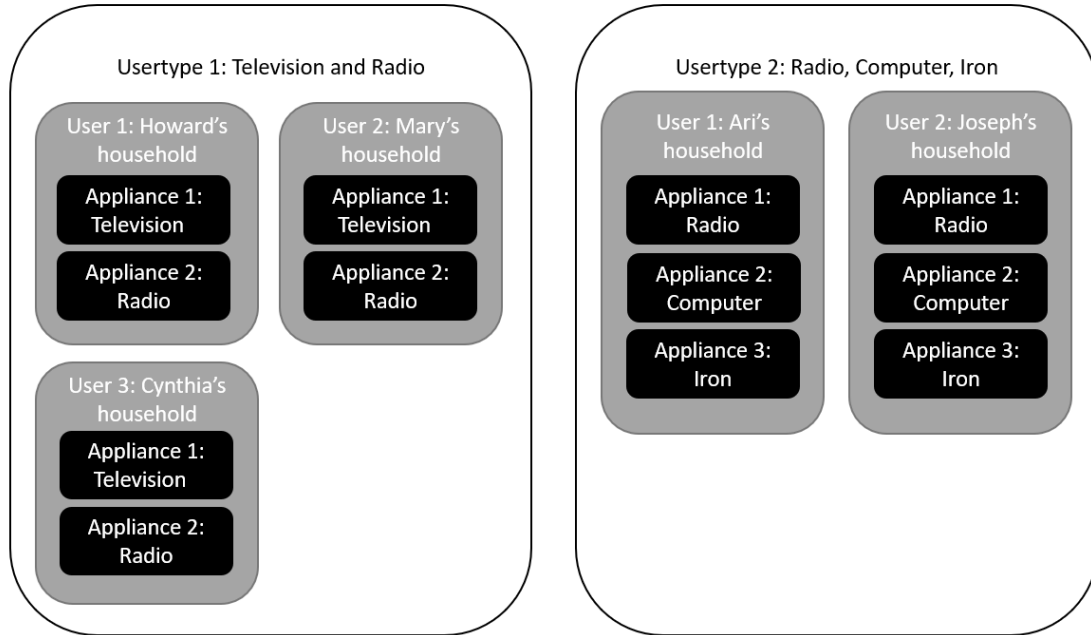 Usertype 1: Television and Radio
User 1: Howard’s
household
Appliance 1:
Television
Appliance 2:
Radio
User 2: Mary’s
household
Appliance 1:
Television
Appliance 2:
Radio
User 3: Cynthia’s
household
Appliance 1:
Television
Appliance 2:
Radio
Usertype 2: Radio, Computer, Iron
User 1: Ari’s
household
Appliance 1:
Radio
Appliance 2:
Computer
Appliance 3:
Iron
User 2: Joseph’s
household
Appliance 1:
Radio
Appliance 2:
Computer
Appliance 3:
Iron